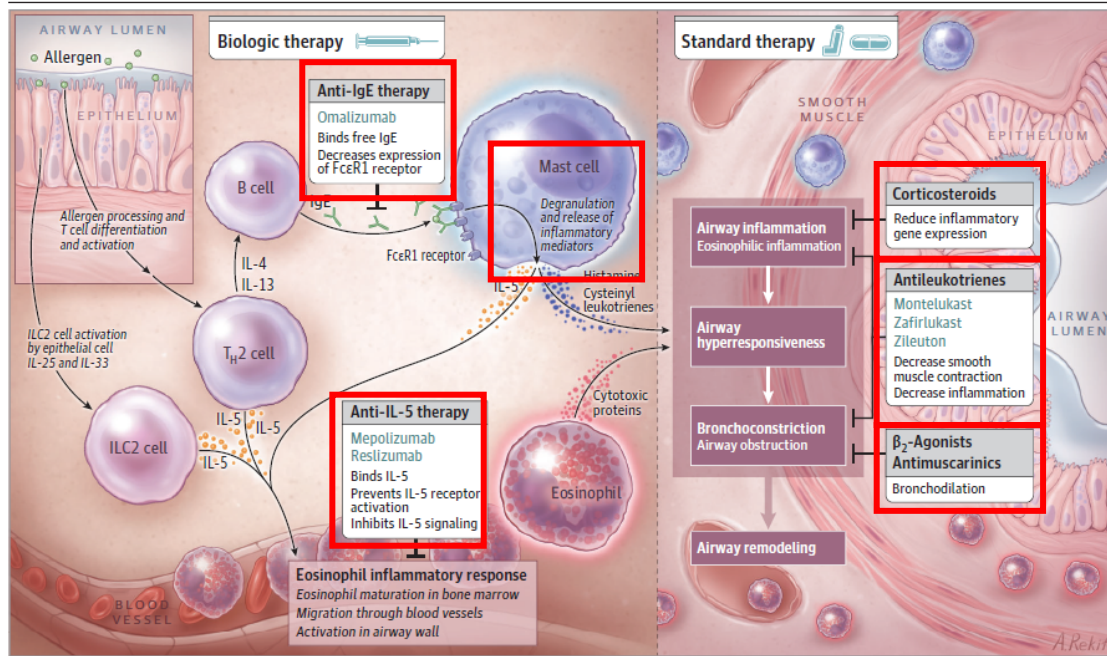 AIRWAY LUMEN
Allergen
EPITHELIUM
Allergen processing and
T cell differentiation
and activation
ILC2 cell activation
by epithelial cell
IL-25 and IL-33
Biologic therapy
Anti-IgE therapy
Omalizumab
Binds free IgE
Decreases expression
of FcεR1 receptor
B cell
IgE
IL-4
IL-13
TH2 cell
IL-5
IL-5
ILC2 cell
IL-5
Mast cell
Degranulation
and release of
inflammatory
mediators
FcεR1 receptor
IL-5
Histamine
Cysteinyl
leukotrienes
Cytotoxic
proteins
Eosinophil
Anti-IL-5 therapy
Mepolizumab
Reslizumab
Binds IL-5
Prevents IL-5 receptor
activation
Inhibits IL-5 signaling
BLOOD
VESSEL
Eosinophil inflammatory response
Eosinophil maturation in bone marrow
Migration through blood vessels
Activation in airway wall
Standard therapy
SMOOTH
MUSCLE
EPITHELIUM
Airway inflammation
Eosinophilic inflammation
Airway
hyperresponsiveness
Bronchoconstriction
Airway obstruction
Airway remodeling
Corticosteroids
Reduce inflammatory
gene expression
Antileukotrienes
Montelukast
Zafirlukast
Zileuton
Decrease smooth
muscle contraction
Decrease inflammation
AIRWAY
LUMEN
β2-Agonists
Antimuscarinics
Bronchodilation